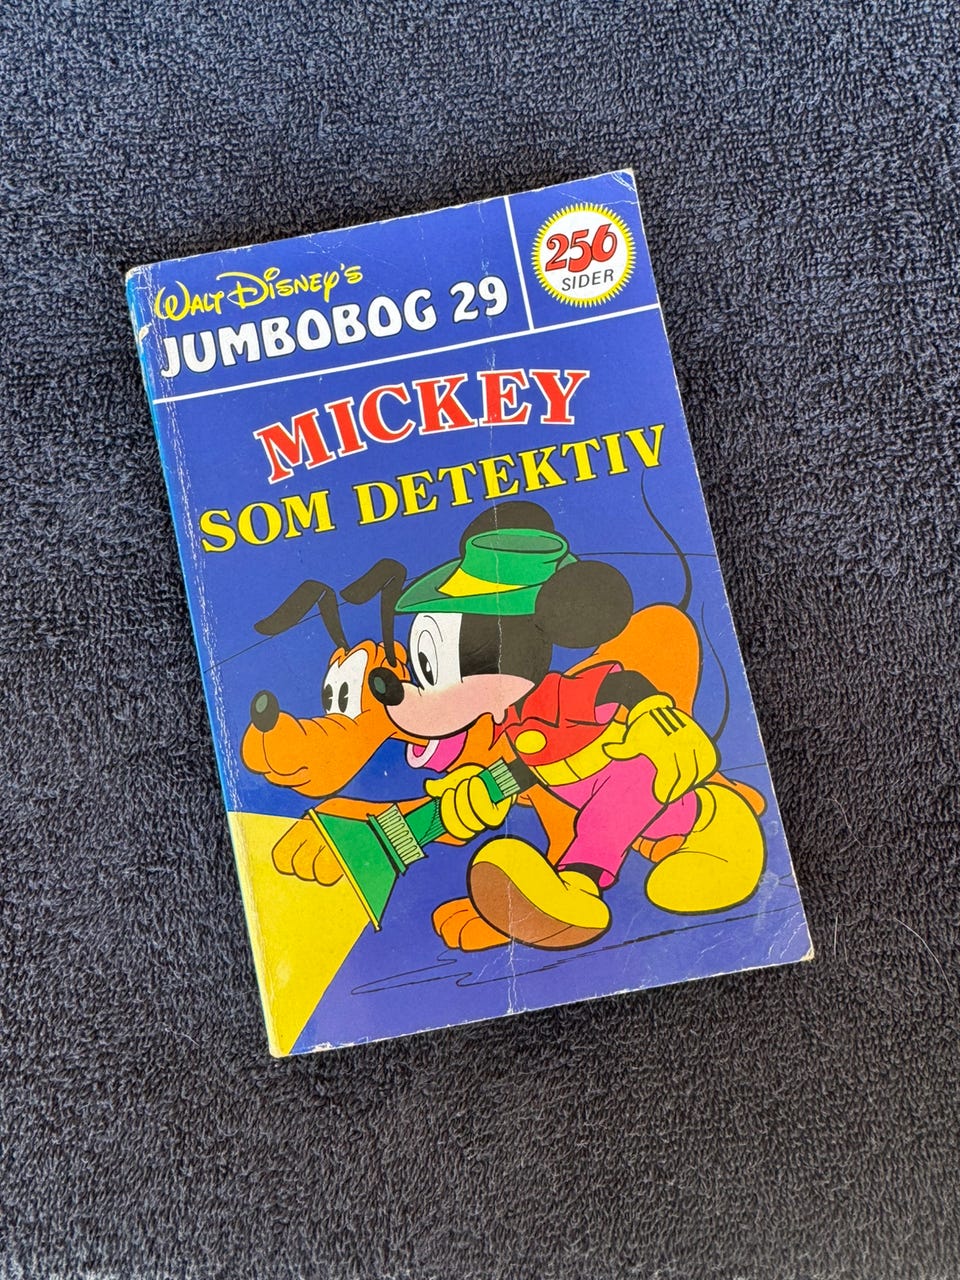 WALT DISNEY'S
JUMBOBOG 29
256
SIDER
MICKEY
SOM DETEKTIV